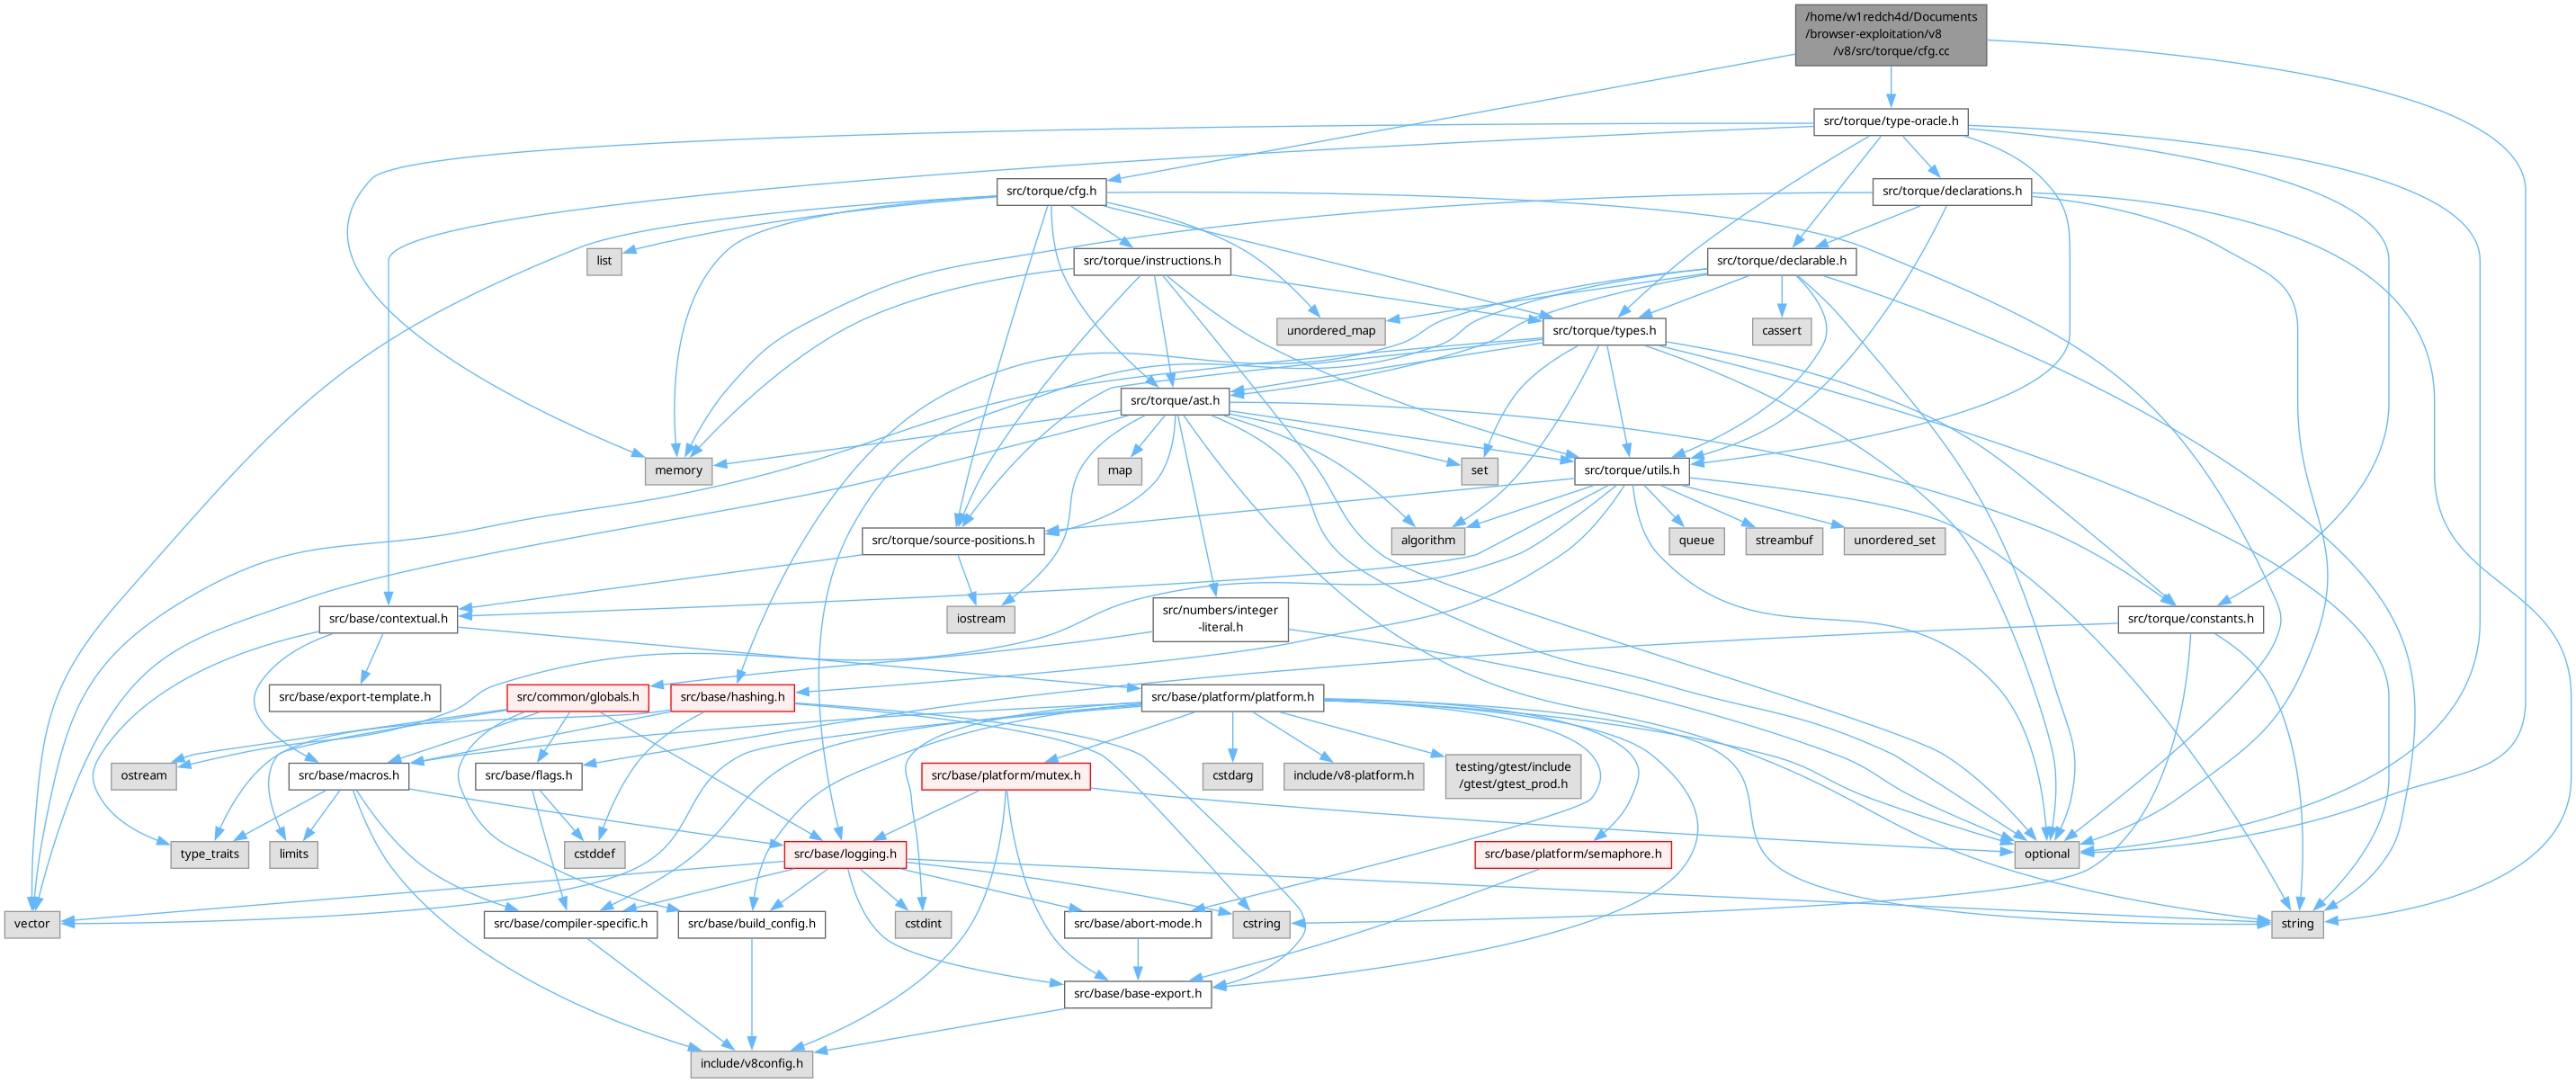 /home/w1redch4d/Documents
/browser-exploitation/v8
/v8/src/torque/cfg.cc
src/torque/type-oracle.h
src/torque/cfg.h
src/torque/declarations.h
list
src/torque/instructions.h
src/torque/declarable.h
unordered_map
src/torque/types.h
cassert
src/torque/ast.h
memory
map
set
src/torque/utils.h
src/torque/source-positions.h
algorithm
queue
streambuf
unordered_set
src/base/contextual.h
iostream
src/numbers/integer
-literal.h
src/torque/constants.h
src/base/export-template.h
src/common/globals.h
src/base/hashing.h
src/base/platform/platform.h
ostream
src/base/macros.h
src/base/flags.h
src/base/platform/mutex.h
cstdarg
include/v8-platform.h
testing/gtest/include
/gtest/gtest_prod.h
type_traits
limits
cstddef
src/base/logging.h
src/base/platform/semaphore.h
optional
vector
src/base/compiler-specific.h
src/base/build_config.h
cstdint
src/base/abort-mode.h
cstring
string
src/base/base-export.h
include/v8config.h